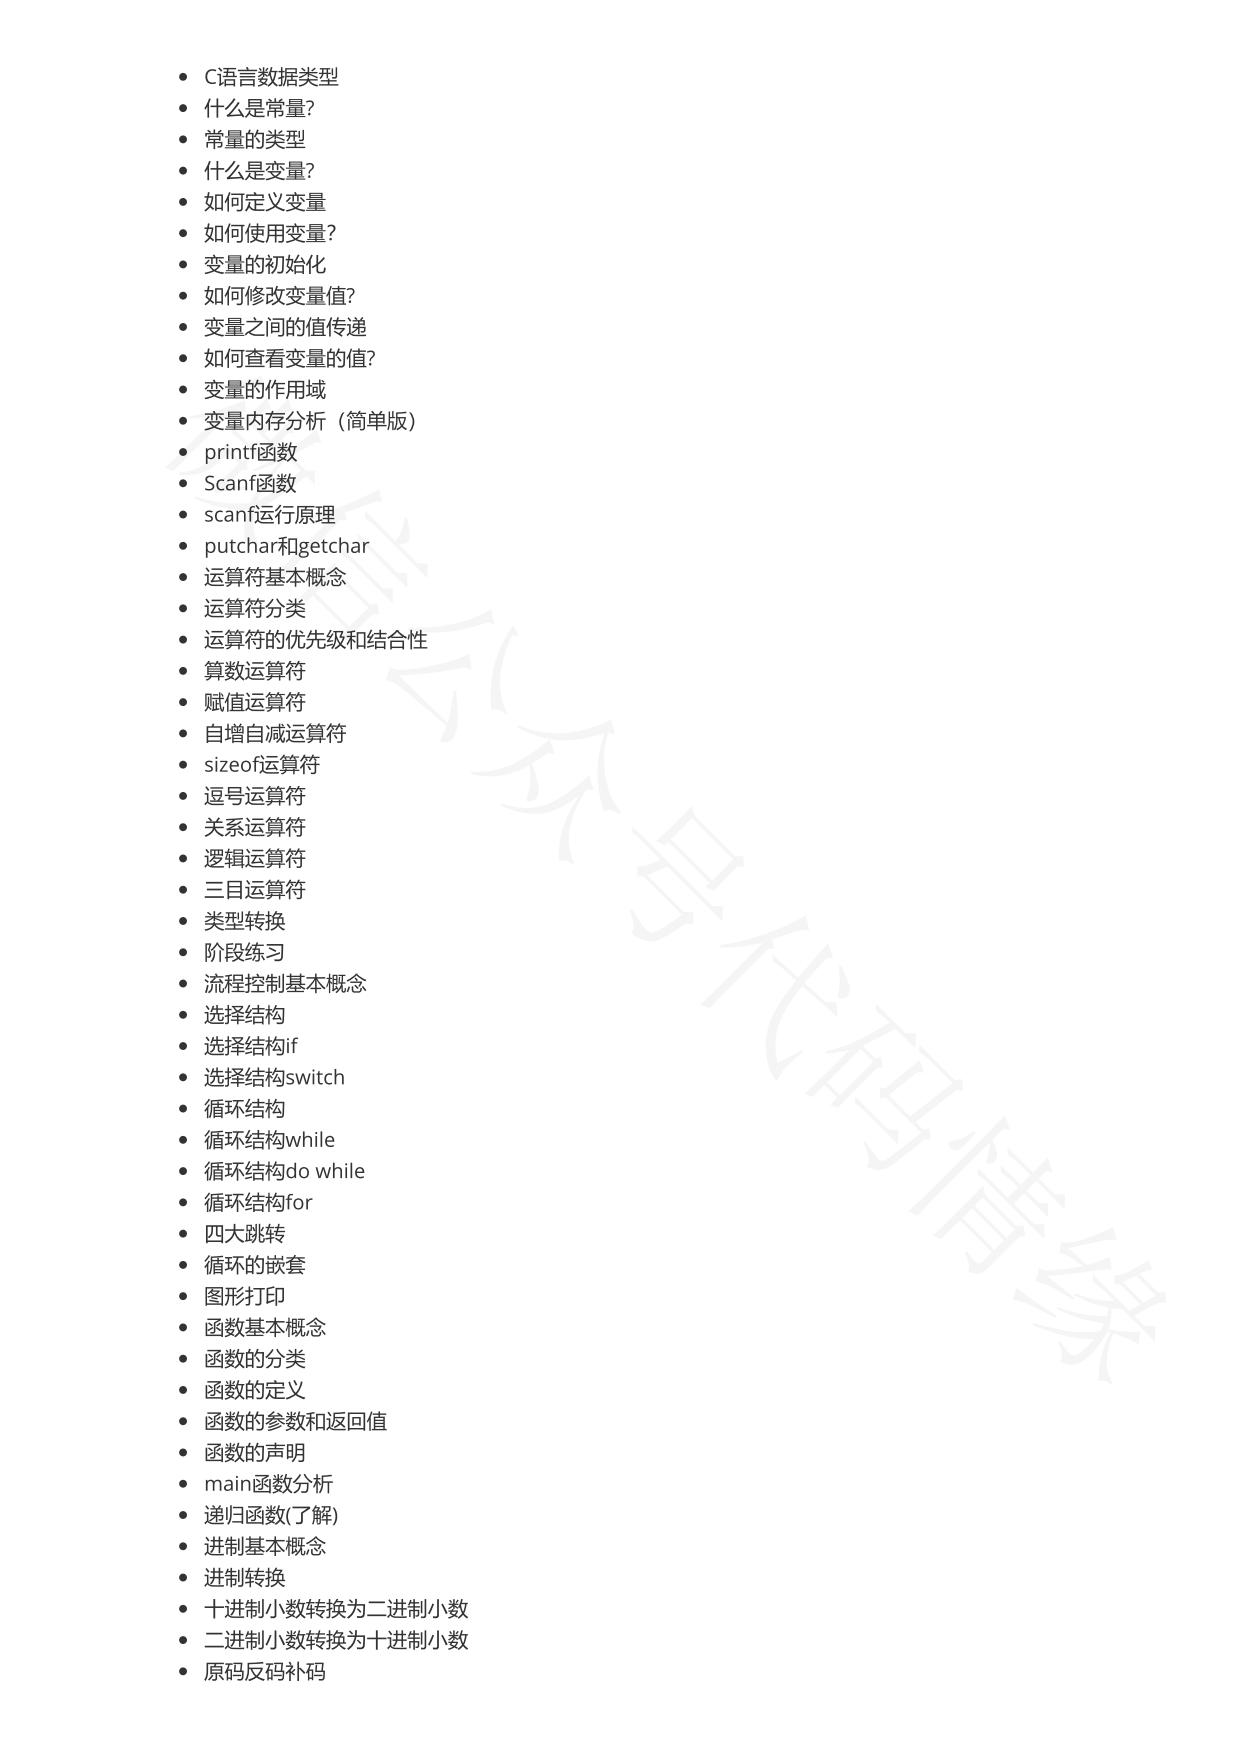 • C语言数据类型
• 什么是常量?
• 常量的类型
• 什么是变量?
• 如何定义变量
• 如何使用变量？
• 变量的初始化
• 如何修改变量值?
• 变量之间的值传递
• 如何查看变量的值?
• 变量的作用域
• 变量内存分析（简单版）
• printf函数
• Scanf函数
• scanf运行原理
• putchar和getchar
• 运算符基本概念
• 运算符分类
• 运算符的优先级和结合性
• 算数运算符
• 赋值运算符
• 自增自减运算符
• sizeof运算符
• 逗号运算符
• 关系运算符
• 逻辑运算符
• 三目运算符
• 类型转换
• 阶段练习
• 流程控制基本概念
• 选择结构
• 选择结构if
• 选择结构switch
• 循环结构
• 循环结构while
• 循环结构do while
• 循环结构for
• 四大跳转
• 循环的嵌套
• 图形打印
• 函数基本概念
• 函数的分类
• 函数的定义
• 函数的参数和返回值
• 函数的声明
• main函数分析
• 递归函数(了解)
• 进制基本概念
• 进制转换
• 十进制小数转换为二进制小数
• 二进制小数转换为十进制小数
• 原码反码补码
微信公众号代码情缘